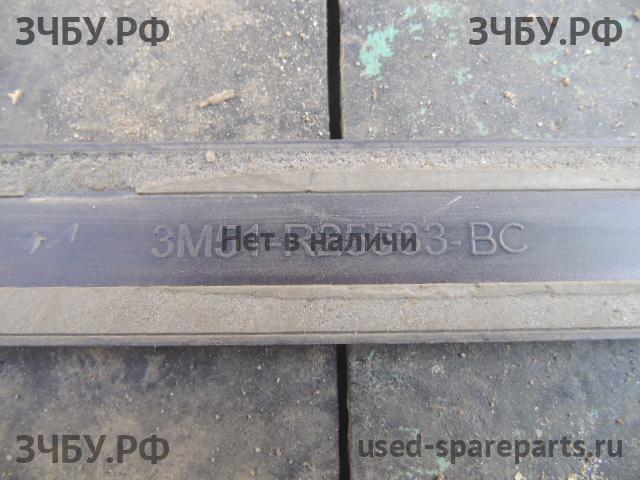 ЗЧБУ.РФ ЗЧБУ.РФ
Нет в наличи
ЗЧБУ.РФ used-spareparts.ru